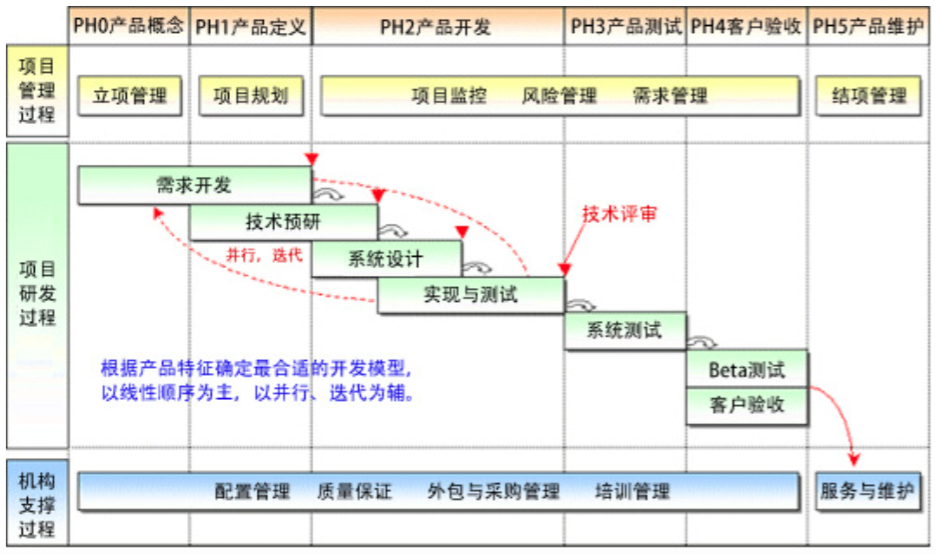 PH0产品概念 PH1产品定义 PH2产品开发 PH3产品测试 PH4客户验收 PH5产品维护
项目
管理
过程
立项管理 项目规划 项目监控 风险管理 需求管理 结项管理
项目
研发
过程
需求开发
技术预研
技术评审
并行，迭代
系统设计
实现与测试
系统测试
根据产品特征确定最合适的开发模型，
以线性顺序为主，以并行、迭代为辅。
Beta测试
客户验收
机构
支撑
过程
配置管理 质量保证 外包与采购管理 培训管理 服务与维护